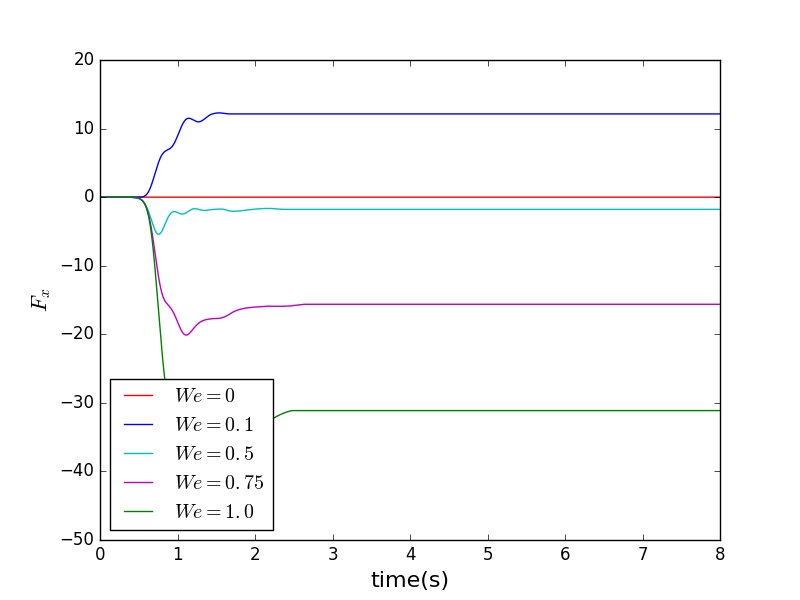 20
10
0
−10
−20
−30
−40
−50
F_x
We = 0
We = 0.1
We = 0.5
We = 0.75
We = 1.0
0 1 2 3 4 5 6 7 8
time(s)